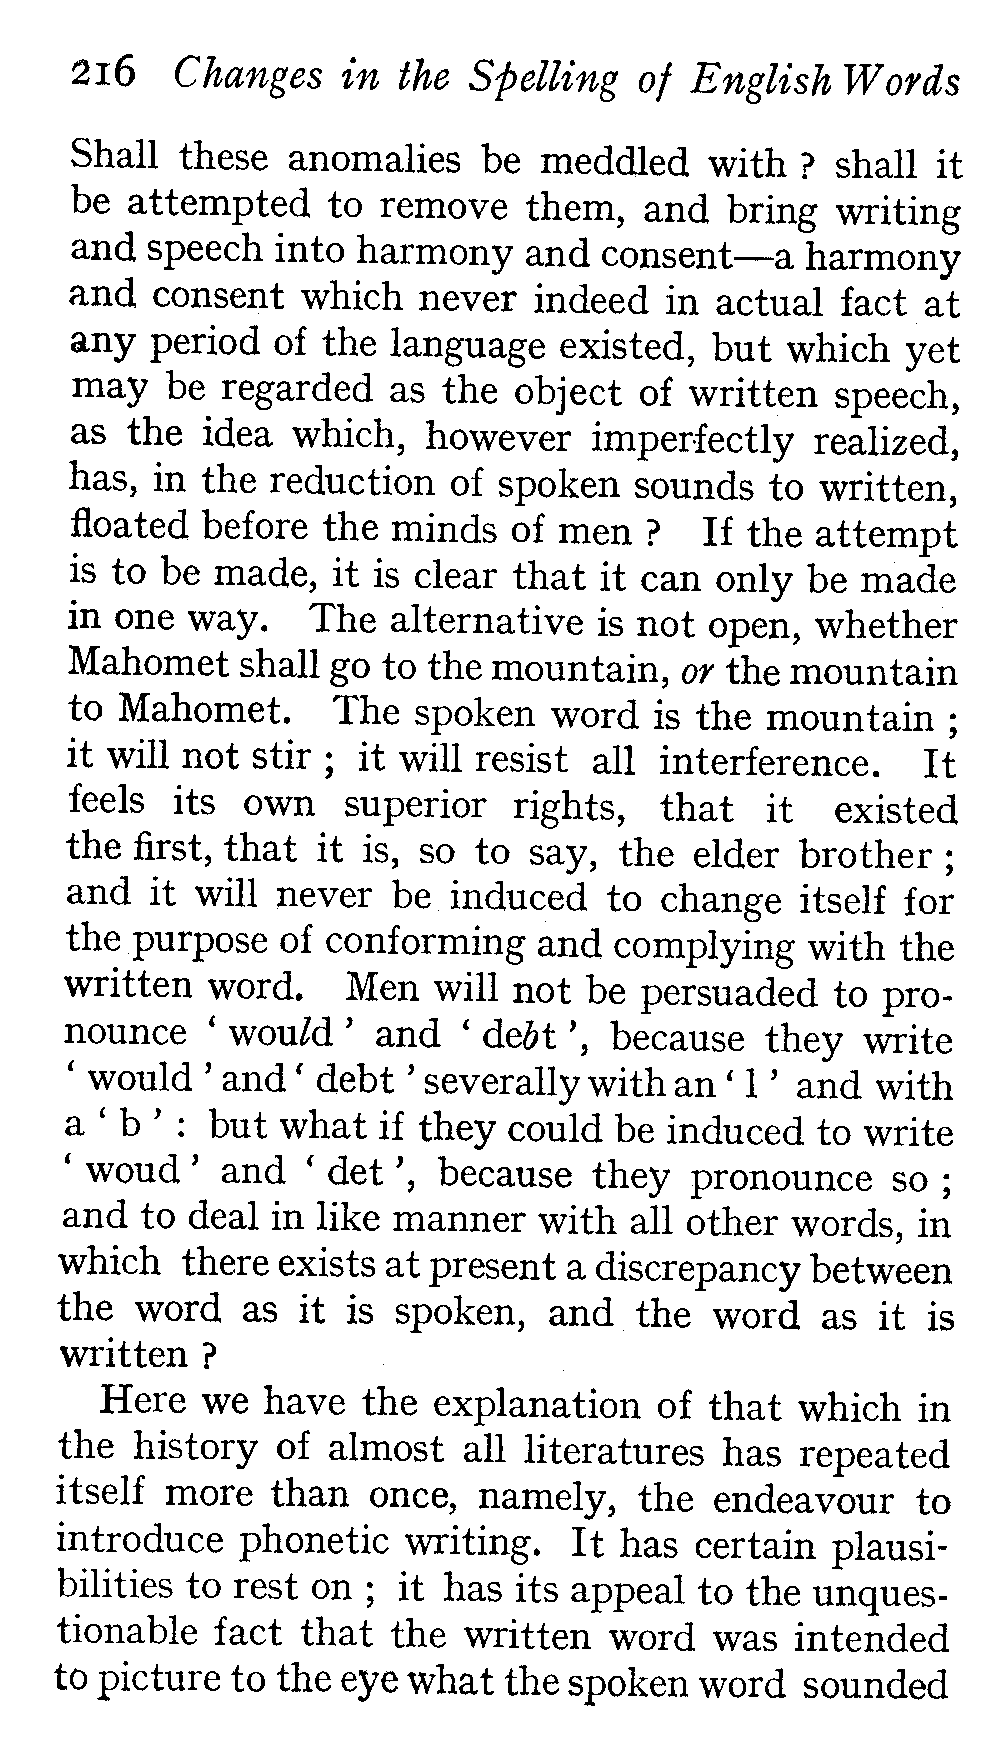 216 Changes in the Spelling of English Words
Shall these anomalies be meddled with ? shall it
be attempted to remove them, and bring writing
and speech into harmony and consent—a harmony
and consent which never indeed in actual fact at
any period of the language existed, but which yet
may be regarded as the object of written speech,
as the idea which, however imperfectly realized,
has, in the reduction of spoken sounds to written,
floated before the minds of men ? If the attempt
is to be made, it is clear that it can only be made
in one way. The alternative is not open, whether
Mahomet shall go to the mountain, or the mountain
to Mahomet. The spoken word is the mountain ;
it will not stir ; it will resist all interference. It
feels its own superior rights, that it existed
the first, that it is, so to say, the elder brother ;
and it will never be induced to change itself for
the purpose of conforming and complying with the
written word. Men will not be persuaded to pro-
nounce ‘ would ’ and ‘ debt ’, because they write
‘ would ’ and ‘ debt ’ severally with an ‘ l ’ and with
a ‘ b ’ : but what if they could be induced to write
‘ woud ’ and ‘ det ’, because they pronounce so ;
and to deal in like manner with all other words, in
which there exists at present a discrepancy between
the word as it is spoken, and the word as it is
written ?
Here we have the explanation of that which in
the history of almost all literatures has repeated
itself more than once, namely, the endeavour to
introduce phonetic writing. It has certain plausi-
bilities to rest on ; it has its appeal to the unques-
tionable fact that the written word was intended
to picture to the eye what the spoken word sounded